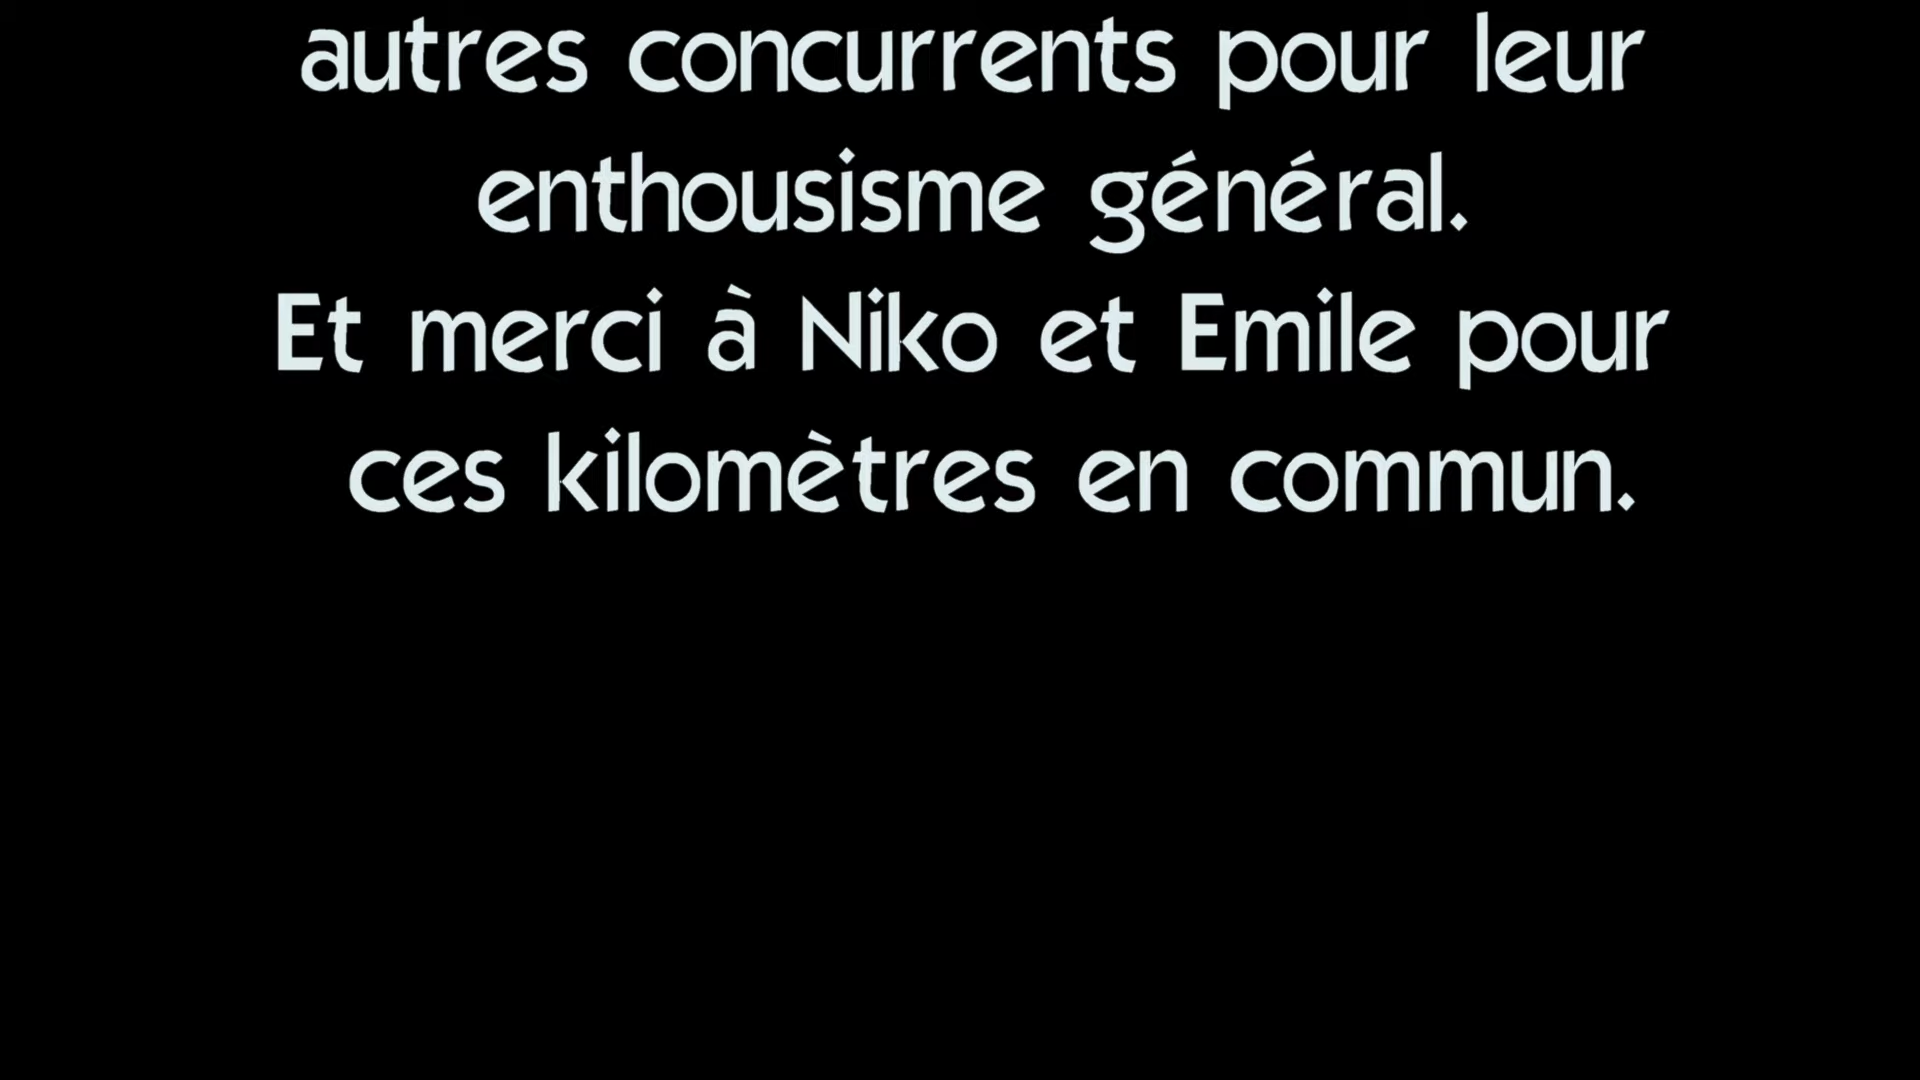 autres concurrents pour leur
enthousisme général.
Et merci à Niko et Emile pour
ces kilomètres en commun.